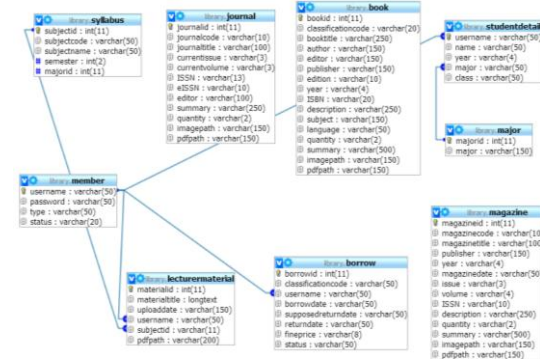 library.syllabus
subjectid : int(11)
subjectcode : varchar(50)
subjectname : varchar(50)
semester : int(2)
majorid : int(11)
library.journal
journalid : int(11)
journalcode : varchar(10)
journaltitle : varchar(100)
currentissue : varchar(3)
currentvolume : varchar(3)
ISSN : varchar(13)
eISSN : varchar(10)
editor : varchar(100)
summary : varchar(250)
quantity : varchar(2)
imagepath : varchar(150)
pdfpath : varchar(150)
library.book
bookid : int(11)
classificationcode : varchar(20)
booktitle : varchar(250)
author : varchar(150)
editor : varchar(150)
publisher : varchar(150)
edition : varchar(10)
year : varchar(4)
ISBN : varchar(20)
description : varchar(250)
subject : varchar(150)
language : varchar(50)
quantity : varchar(2)
summary : varchar(500)
imagepath : varchar(150)
pdfpath : varchar(150)
library.studentdetail
username : varchar(50)
name : varchar(50)
year : varchar(4)
major : varchar(50)
class : varchar(50)
library.major
majorid : int(11)
major : varchar(150)
library.member
username : varchar(50)
password : varchar(50)
type : varchar(50)
status : varchar(20)
library.lecturermaterial
materialid : int(11)
materialtitle : longtext
uploaddate : varchar(150)
username : varchar(50)
subjectid : varchar(11)
pdfpath : varchar(200)
library.borrow
borrowid : int(11)
classificationcode : varchar(50)
username : varchar(50)
borrowdate : varchar(50)
supposedreturndate : varchar(50)
returndate : varchar(50)
fineprice : varchar(8)
status : varchar(50)
library.magazine
magazineid : int(11)
magazinecode : varchar(10
magazinetitle : varchar(100
publisher : varchar(150)
year : varchar(4)
magazinedate : varchar(50
issue : varchar(3)
volume : varchar(4)
ISSN : varchar(10)
description : varchar(250)
quantity : varchar(2)
summary : varchar(500)
imagepath : varchar(150)
pdfpath : varchar(150)